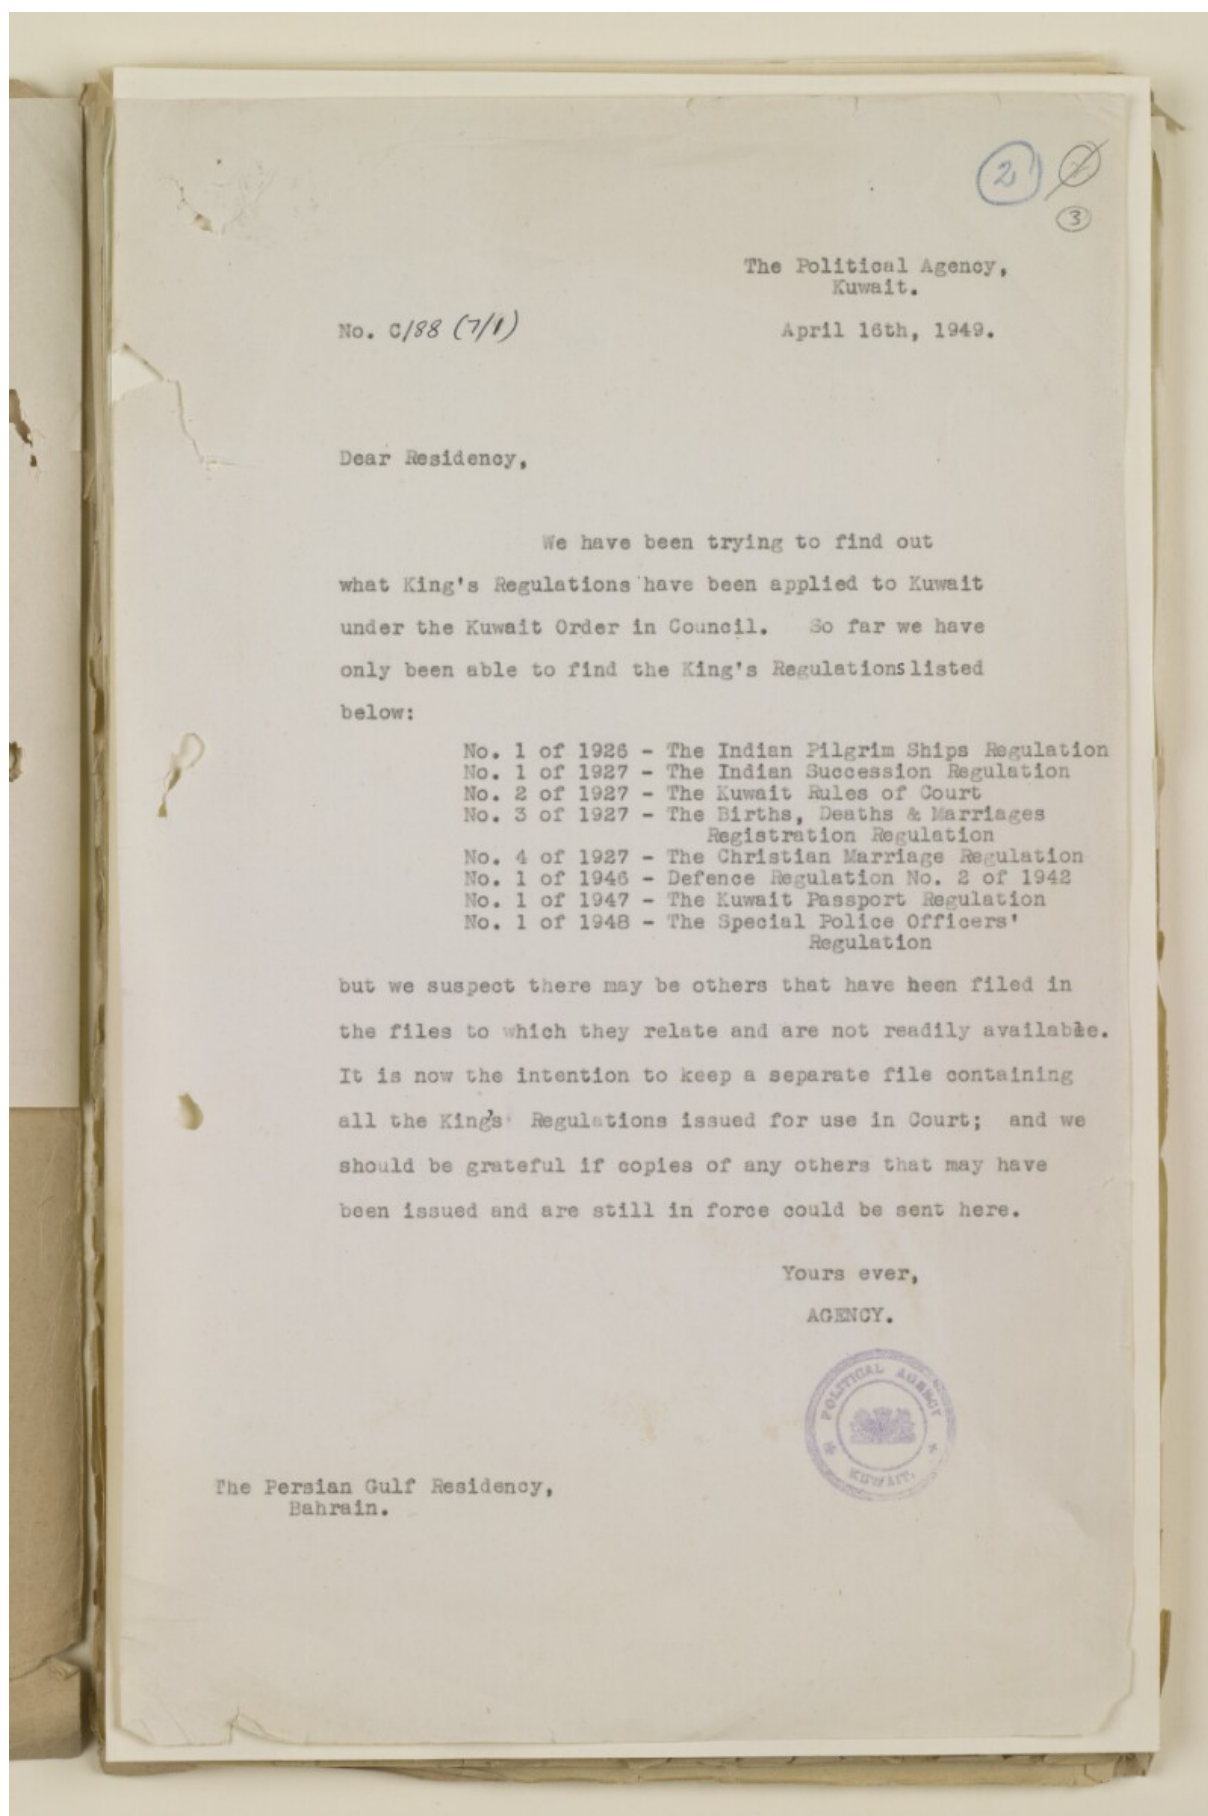 2
3
The Political Agency,
Kuwait.
No. C/88 (7/1)
April 16th, 1949.
Dear Residency,
We have been trying to find out
what King's Regulations have been applied to Kuwait
under the Kuwait Order in Council. So far we have
only been able to find the King's Regulations listed
below:
No. 1 of 1926 - The Indian Pilgrim Ships Regulation
No. 1 of 1927 - The Indian Succession Regulation
No. 2 of 1927 - The Kuwait Rules of Court
No. 3 of 1927 - The Births, Deaths & Marriages
Registration Regulation
No. 4 of 1927 - The Christian Marriage Regulation
No. 1 of 1946 - Defence Regulation No. 2 of 1942
No. 1 of 1947 - The Kuwait Passport Regulation
No. 1 of 1948 - The Special Police Officers'
Regulation
but we suspect there may be others that have been filed in
the files to which they relate and are not readily available.
It is now the intention to keep a separate file containing
all the King's Regulations issued for use in Court; and we
should be grateful if copies of any others that may have
been issued and are still in force could be sent here.
Yours ever,
AGENCY.
POLITICAL AGENCY
KUWAIT.
The Persian Gulf Residency,
Bahrain.